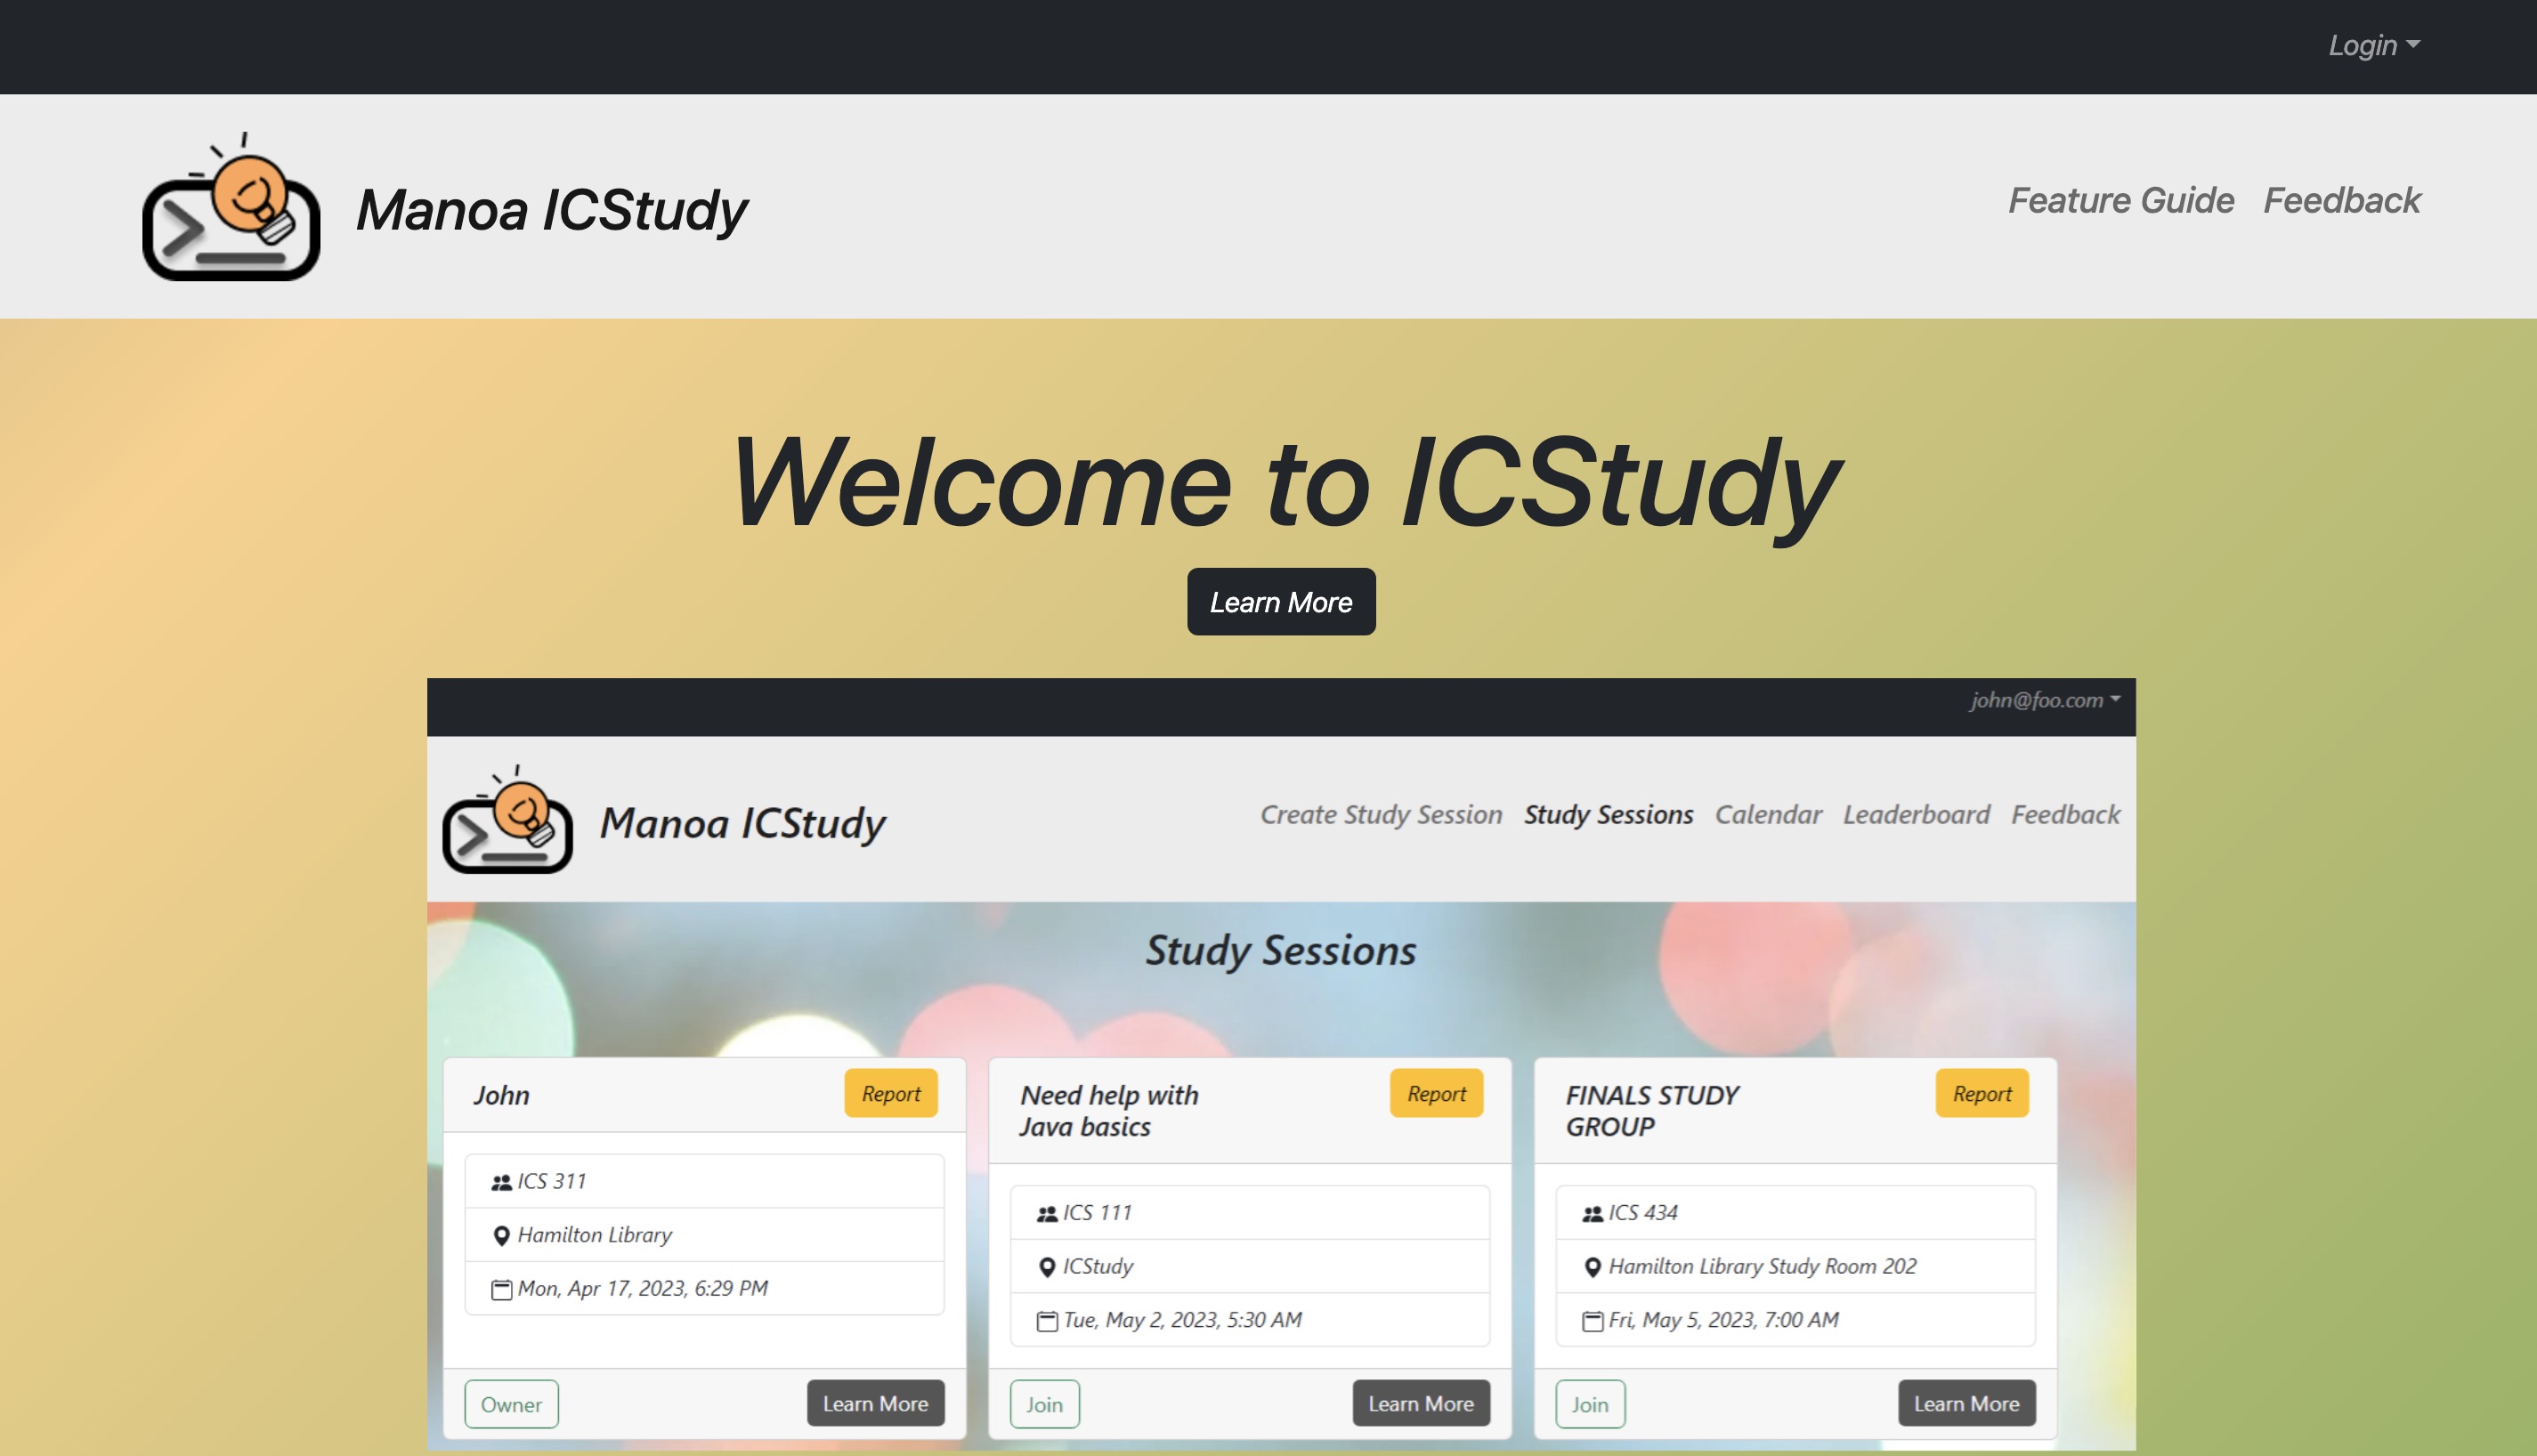 Login
Manoa ICStudy
Feature Guide Feedback
Welcome to ICStudy
Learn More
john@foo.com
Manoa ICStudy
Create Study Session Study Sessions Calendar Leaderboard Feedback
Study Sessions
John
Report
ICS 311
Hamilton Library
Mon, Apr 17, 2023, 6:29 PM
Owner
Learn More
Need help with
Java basics
Report
ICS 111
ICStudy
Tue, May 2, 2023, 5:30 AM
Join
Learn More
FINALS STUDY
GROUP
Report
ICS 434
Hamilton Library Study Room 202
Fri, May 5, 2023, 7:00 AM
Join
Learn More